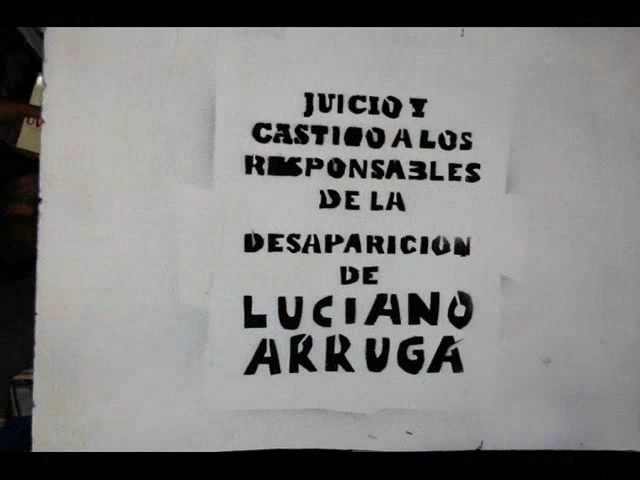 JUICIO Y
CASTIGO A LOS
RESPONSABLES
DE LA
DESAPARICION
DE
LUCIANO
ARRUGA